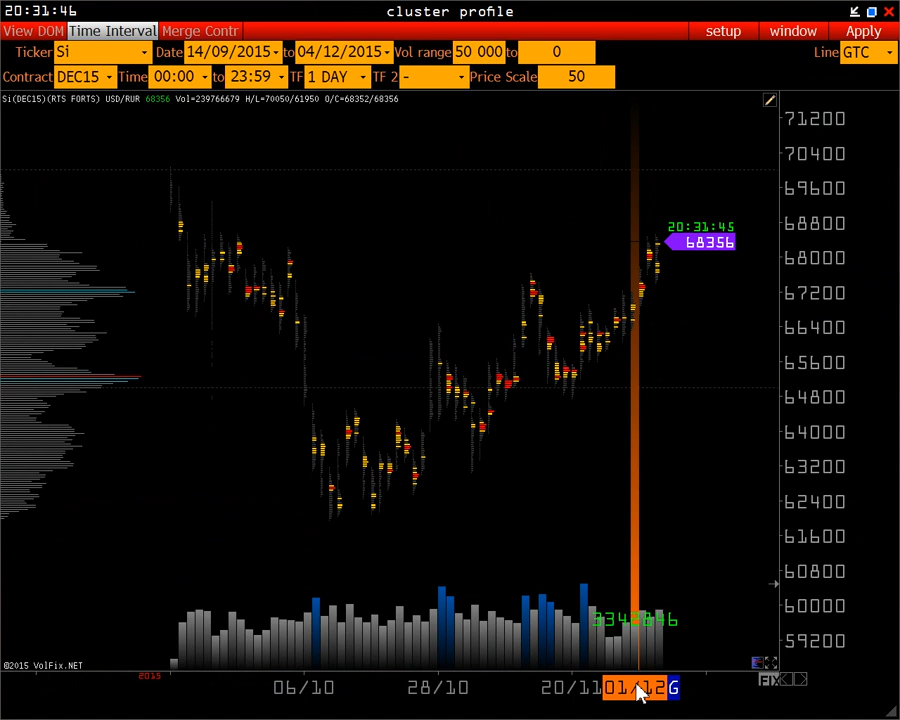 20:31:46 cluster profile
View DOM Time Interval Merge Contr setup window Apply
Ticker Si Date 14/09/2015 to 04/12/2015 Vol range 50 000 to 0 Line GTC
Contract DEC15 Time 00:00 to 23:59 TF 1 DAY TF 2 - Price Scale 50
Si(DEC15)(RTS FORTS) USD/RUR 68356 Vol=239766679 H/L=70050/61950 O/C=68352/68356
71200
70400
69600
68800
20:31:45
68356
68000
67200
66400
65600
64800
64000
63200
62400
61600
60800
60000
3342846
59200
©2015 VolFix.NET
2015
FIX
06/10 28/10 20/11 01/12 G